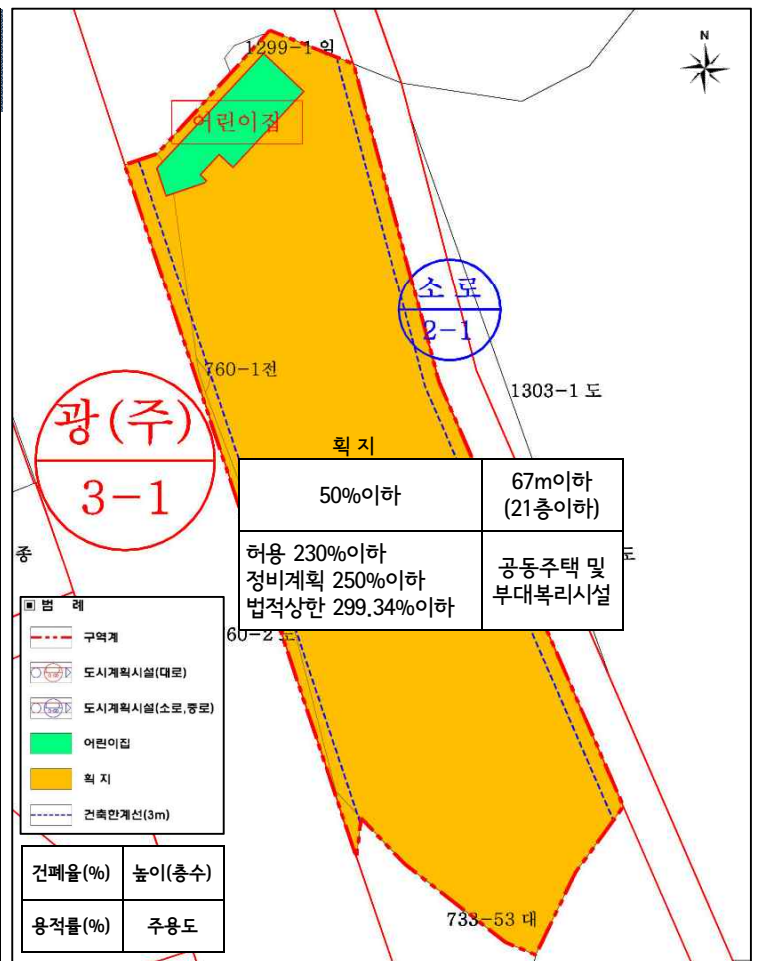 N
1299-1 임
어린이집
소 로
2-1
760-1전
1303-1 도
광(주)
3-1
획 지
50%이하
67m이하
(21층이하)
허용 230%이하
정비계획 250%이하
법적상한 299.34%이하
공동주택 및
부대복리시설
종
도
60-2 도
범 례
구역계
도시계획시설(대로)
도시계획시설(소로,중로)
어린이집
획 지
건축한계선(3m)
건폐율(%)
높이(층수)
용적률(%)
주용도
733-53 대